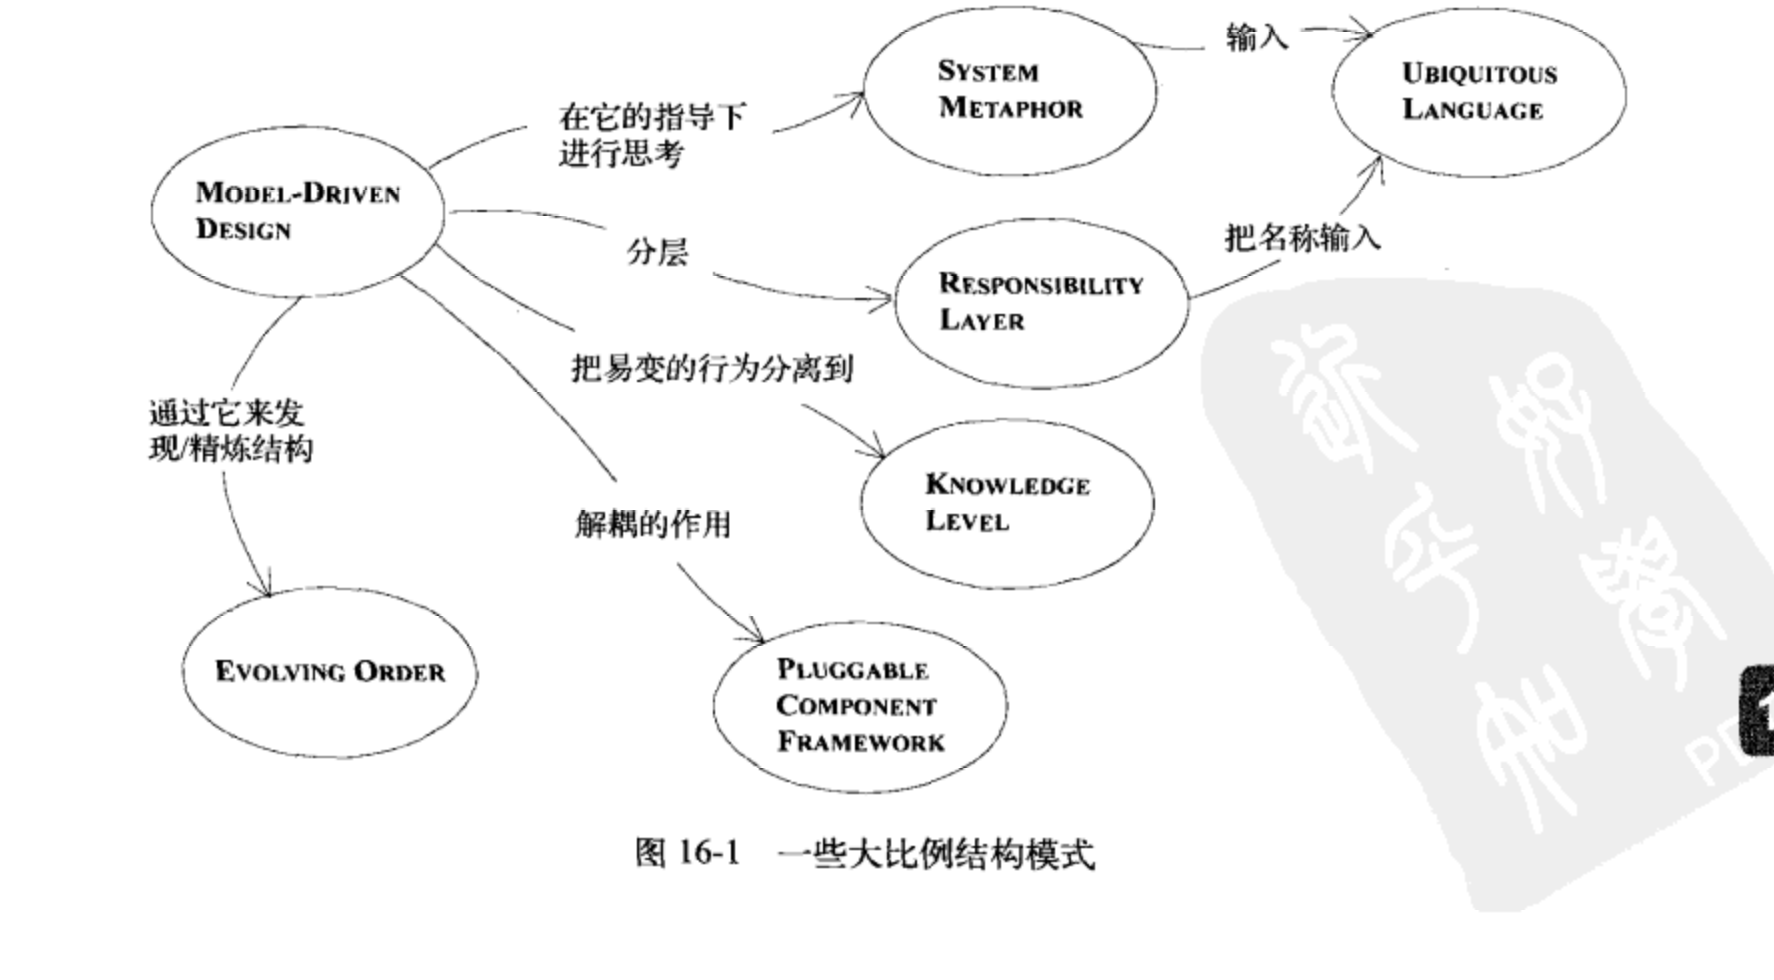 SYSTEM
METAPHOR
输入
UBIQUITOUS
LANGUAGE
在它的指导下
进行思考
MODEL-DRIVEN
DESIGN
分层
RESPONSIBILITY
LAYER
把名称输入
把易变的行为分离到
通过它来发
现/精炼结构
KNOWLEDGE
LEVEL
解耦的作用
EVOLVING ORDER
PLUGGABLE
COMPONENT
FRAMEWORK
图 16-1 一些大比例结构模式